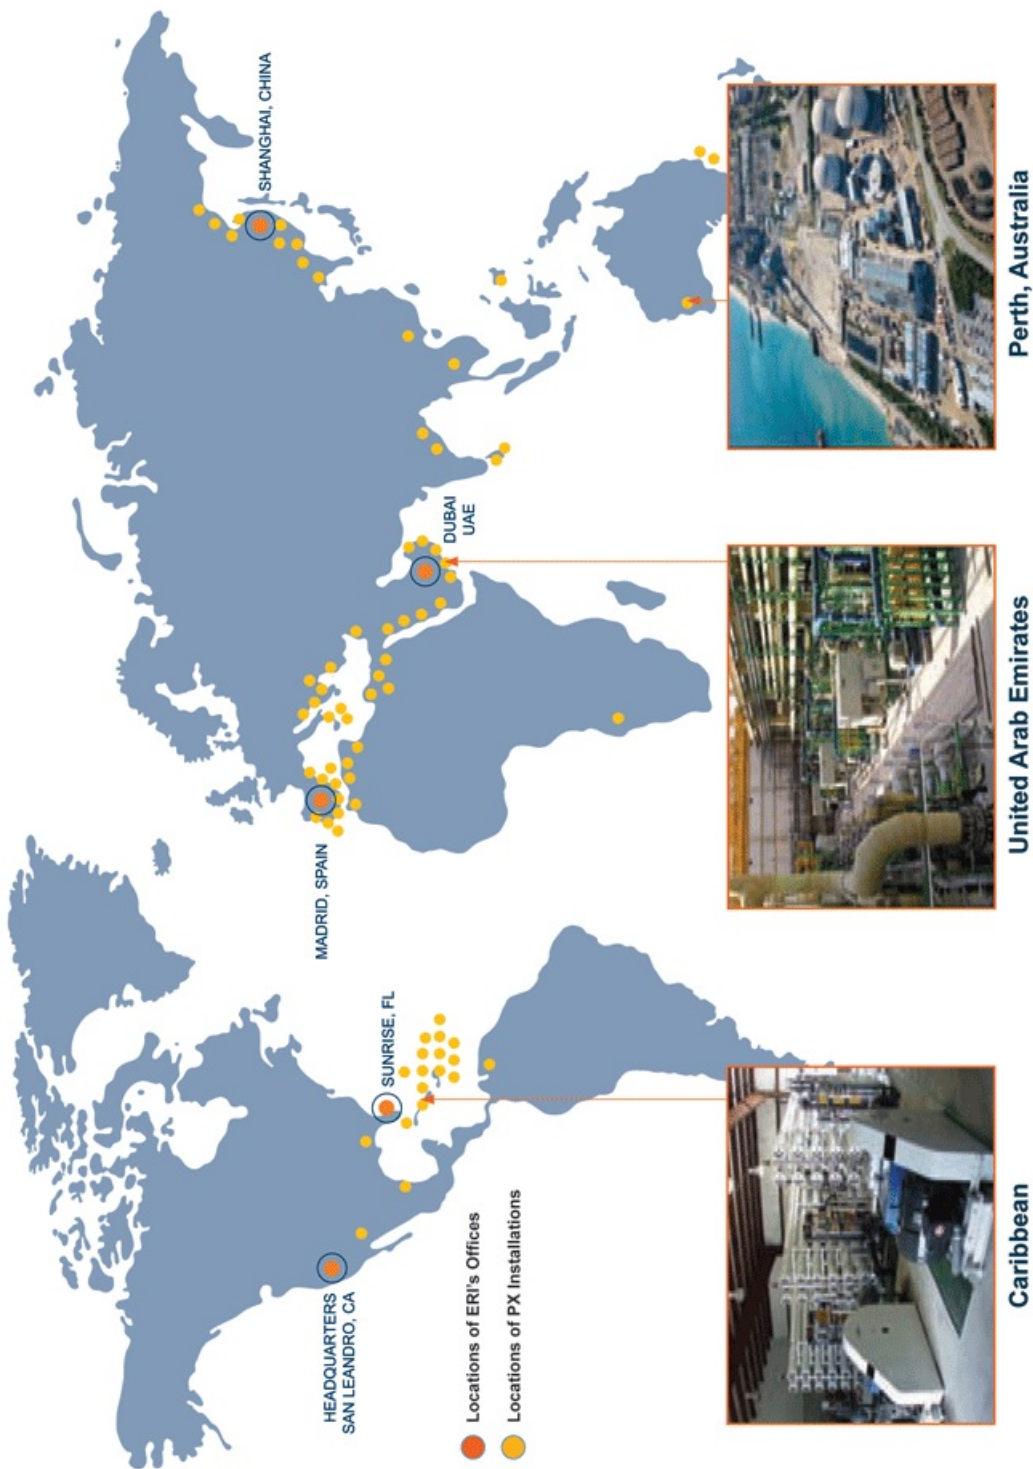 HEADQUARTERS
SAN LEANDRO, CA
SUNRISE, FL
MADRID, SPAIN
DUBAI
UAE
SHANGHAI, CHINA
Locations of ERI's Offices
Locations of PX Installations
Caribbean
United Arab Emirates
Perth, Australia